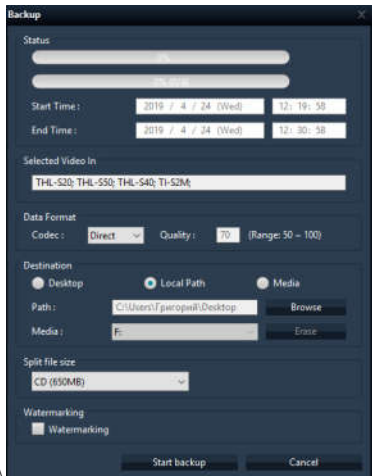 Backup X
Status
Start Time : 2019 / 4 / 24 (Wed) 12: 19: 58
End Time : 2019 / 4 / 24 (Wed) 12: 30: 58
Selected Video In
THL-S20; THL-S50; THL-S40; TI-S2M;
Data Format
Codec : Direct Quality : 70 (Range: 50 ~ 100)
Destination
Desktop Local Path Media
Path : C:\Users\Григорий\Desktop Browse
Media : F: Erase
Split file size
CD (650MB)
Watermarking
Watermarking
Start backup Cancel